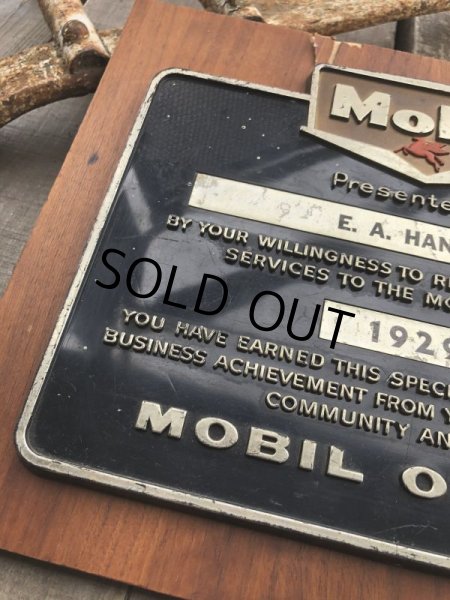 Mob
Presente
E. A. HAN
BY YOUR WILLINGNESS TO R
SERVICES TO THE MO
SOLD OUT
1929
YOU HAVE EARNED THIS SPEC
BUSINESS ACHIEVEMENT FROM Y
COMMUNITY AN
MOBIL O